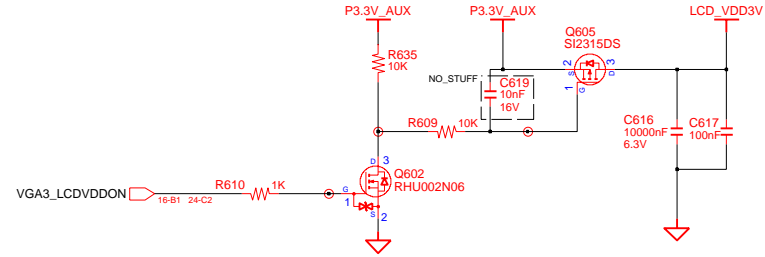 P3.3V_AUX P3.3V_AUX LCD_VDD3V
Q605
SI2315DS
R635
10K
2 3
S D
NO_STUFF
C619
10nF
16V
1 G
R609 10K
C616
10000nF
6.3V
C617
100nF
D 3
Q602
RHU002N06
R610 1K
VGA3_LCDVDDON
16-B1 24-C2
G
1
S
2